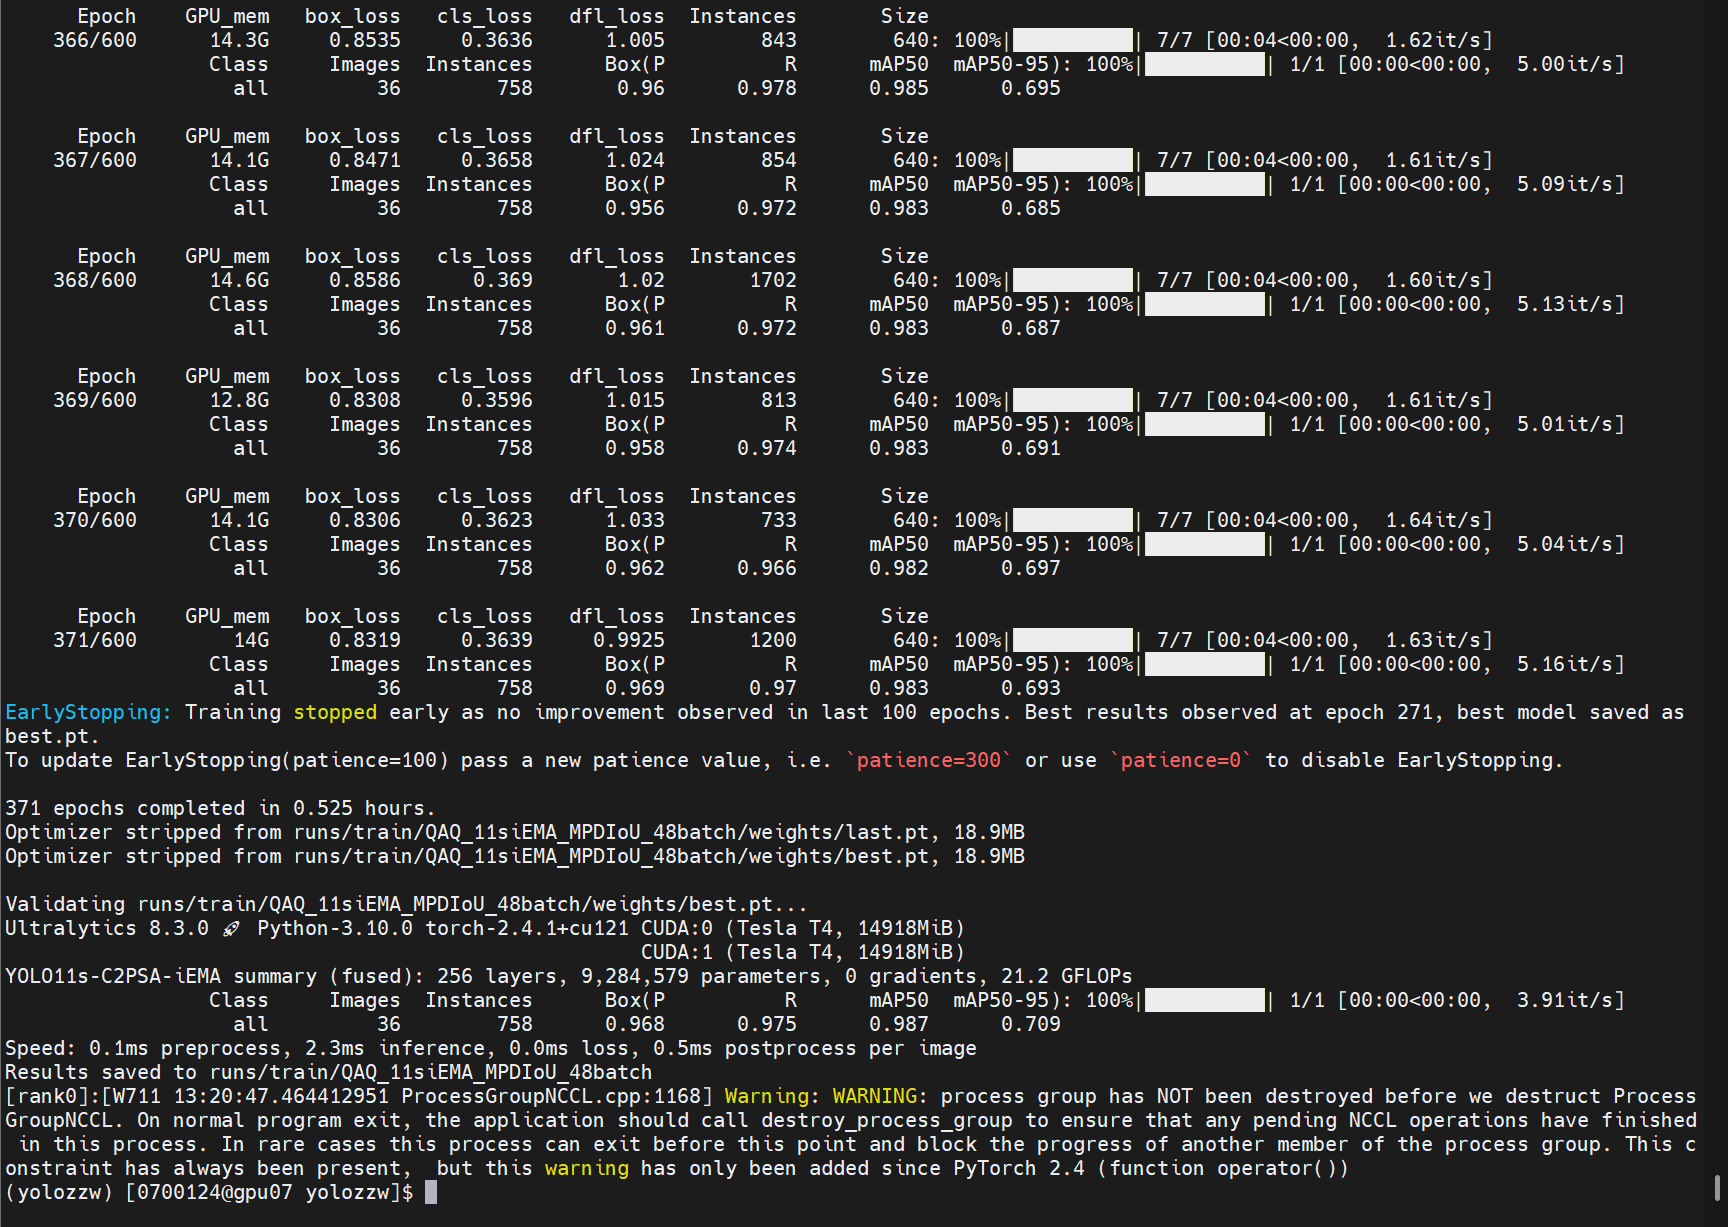 Epoch GPU_mem box_loss cls_loss dfl_loss Instances Size
366/600 14.3G 0.8535 0.3636 1.005 843 640: 100%|██████████| 7/7 [00:04<00:00, 1.62it/s]
Class Images Instances Box(P R mAP50 mAP50-95): 100%|██████████| 1/1 [00:00<00:00, 5.00it/s]
all 36 758 0.96 0.978 0.985 0.695
Epoch GPU_mem box_loss cls_loss dfl_loss Instances Size
367/600 14.1G 0.8471 0.3658 1.024 854 640: 100%|██████████| 7/7 [00:04<00:00, 1.61it/s]
Class Images Instances Box(P R mAP50 mAP50-95): 100%|██████████| 1/1 [00:00<00:00, 5.09it/s]
all 36 758 0.956 0.972 0.983 0.685
Epoch GPU_mem box_loss cls_loss dfl_loss Instances Size
368/600 14.6G 0.8586 0.369 1.02 1702 640: 100%|██████████| 7/7 [00:04<00:00, 1.60it/s]
Class Images Instances Box(P R mAP50 mAP50-95): 100%|██████████| 1/1 [00:00<00:00, 5.13it/s]
all 36 758 0.961 0.972 0.983 0.687
Epoch GPU_mem box_loss cls_loss dfl_loss Instances Size
369/600 12.8G 0.8308 0.3596 1.015 813 640: 100%|██████████| 7/7 [00:04<00:00, 1.61it/s]
Class Images Instances Box(P R mAP50 mAP50-95): 100%|██████████| 1/1 [00:00<00:00, 5.01it/s]
all 36 758 0.958 0.974 0.983 0.691
Epoch GPU_mem box_loss cls_loss dfl_loss Instances Size
370/600 14.1G 0.8306 0.3623 1.033 733 640: 100%|██████████| 7/7 [00:04<00:00, 1.64it/s]
Class Images Instances Box(P R mAP50 mAP50-95): 100%|██████████| 1/1 [00:00<00:00, 5.04it/s]
all 36 758 0.962 0.966 0.982 0.697
Epoch GPU_mem box_loss cls_loss dfl_loss Instances Size
371/600 14G 0.8319 0.3639 0.9925 1200 640: 100%|██████████| 7/7 [00:04<00:00, 1.63it/s]
Class Images Instances Box(P R mAP50 mAP50-95): 100%|██████████| 1/1 [00:00<00:00, 5.16it/s]
all 36 758 0.969 0.97 0.983 0.693
EarlyStopping: Training stopped early as no improvement observed in last 100 epochs. Best results observed at epoch 271, best model saved as
best.pt.
To update EarlyStopping(patience=100) pass a new patience value, i.e. `patience=300` or use `patience=0` to disable EarlyStopping.
371 epochs completed in 0.525 hours.
Optimizer stripped from runs/train/QAQ_11siEMA_MPDIoU_48batch/weights/last.pt, 18.9MB
Optimizer stripped from runs/train/QAQ_11siEMA_MPDIoU_48batch/weights/best.pt, 18.9MB
Validating runs/train/QAQ_11siEMA_MPDIoU_48batch/weights/best.pt...
Ultralytics 8.3.0 🚀 Python-3.10.0 torch-2.4.1+cu121 CUDA:0 (Tesla T4, 14918MiB)
CUDA:1 (Tesla T4, 14918MiB)
YOLO11s-C2PSA-iEMA summary (fused): 256 layers, 9,284,579 parameters, 0 gradients, 21.2 GFLOPs
Class Images Instances Box(P R mAP50 mAP50-95): 100%|██████████| 1/1 [00:00<00:00, 3.91it/s]
all 36 758 0.968 0.975 0.987 0.709
Speed: 0.1ms preprocess, 2.3ms inference, 0.0ms loss, 0.5ms postprocess per image
Results saved to runs/train/QAQ_11siEMA_MPDIoU_48batch
[rank0]:[W711 13:20:47.464412951 ProcessGroupNCCL.cpp:1168] Warning: WARNING: process group has NOT been destroyed before we destruct Process
GroupNCCL. On normal program exit, the application should call destroy_process_group to ensure that any pending NCCL operations have finished
in this process. In rare cases this process can exit before this point and block the progress of another member of the process group. This c
onstraint has always been present,  but this warning has only been added since PyTorch 2.4 (function operator())
(yolozzw) [0700124@gpu07 yolozzw]$